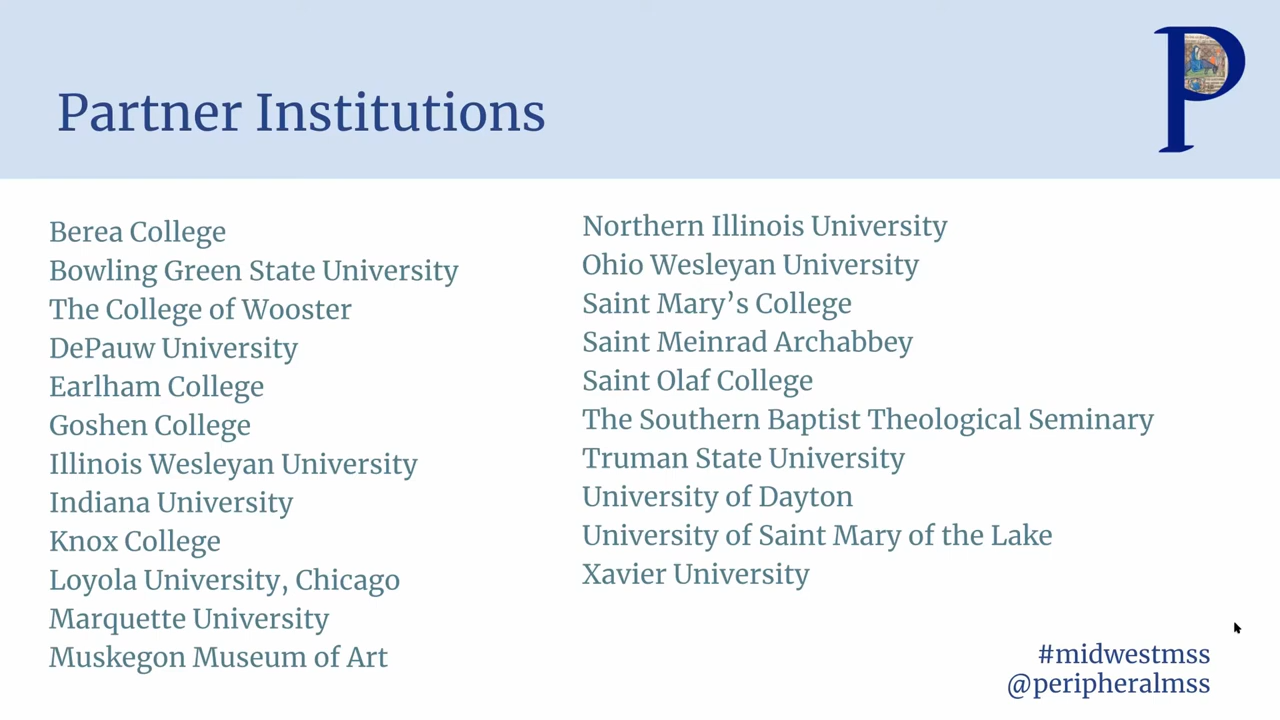 Partner Institutions
P
Berea College
Bowling Green State University
The College of Wooster
DePauw University
Earlham College
Goshen College
Illinois Wesleyan University
Indiana University
Knox College
Loyola University, Chicago
Marquette University
Muskegon Museum of Art
Northern Illinois University
Ohio Wesleyan University
Saint Mary’s College
Saint Meinrad Archabbey
Saint Olaf College
The Southern Baptist Theological Seminary
Truman State University
University of Dayton
University of Saint Mary of the Lake
Xavier University
#midwestmss
@peripheralmss